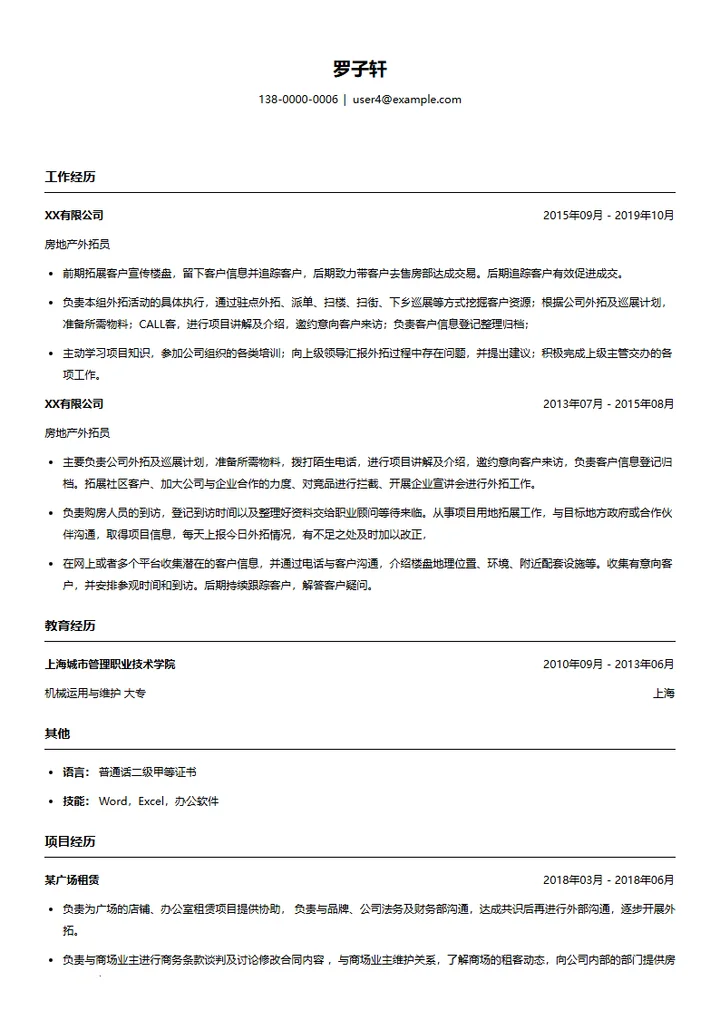 罗子轩
138-0000-0006 | user4@example.com
工作经历
XX有限公司 2015年09月 - 2019年10月
房地产外拓员
• 前期拓展客户宣传楼盘，留下客户信息并追踪客户，后期致力带客户去售房部达成交易。后期追踪客户有效促进成交。
• 负责本组外拓活动的具体执行，通过驻点外拓、派单、扫楼、扫街、下乡巡展等方式挖掘客户资源；根据公司外拓及巡展计划，
准备所需物料；CALL客，进行项目讲解及介绍，邀约意向客户来访；负责客户信息登记整理归档；
• 主动学习项目知识，参加公司组织的各类培训；向上级领导汇报外拓过程中存在问题，并提出建议；积极完成上级主管交办的各
项工作。
XX有限公司 2013年07月 - 2015年08月
房地产外拓员
• 主要负责公司外拓及巡展计划，准备所需物料，拨打陌生电话，进行项目讲解及介绍，邀约意向客户来访，负责客户信息登记归
档。拓展社区客户、加大公司与企业合作的力度、对竞品进行拦截、开展企业宣讲会进行外拓工作。
• 负责购房人员的到访，登记到访时间以及整理好资料交给职业顾问等待来临。从事项目用地拓展工作，与目标地方政府或合作伙
伴沟通，取得项目信息，每天上报今日外拓情况，有不足之处及时加以改正，
• 在网上或者多个平台收集潜在的客户信息，并通过电话与客户沟通，介绍楼盘地理位置、环境、附近配套设施等。收集有意向客
户，并安排参观时间和到访。后期持续跟踪客户，解答客户疑问。
教育经历
上海城市管理职业技术学院 2010年09月 - 2013年06月
机械运用与维护 大专 上海
其他
• 语言： 普通话二级甲等证书
• 技能： Word，Excel，办公软件
项目经历
某广场租赁 2018年03月 - 2018年06月
• 负责为广场的店铺、办公室租赁项目提供协助， 负责与品牌、公司法务及财务部沟通，达成共识后再进行外部沟通，逐步开展外
拓。
• 负责与商场业主进行商务条款谈判及讨论修改合同内容 ，与商场业主维护关系，了解商场的租客动态，向公司内部的部门提供房